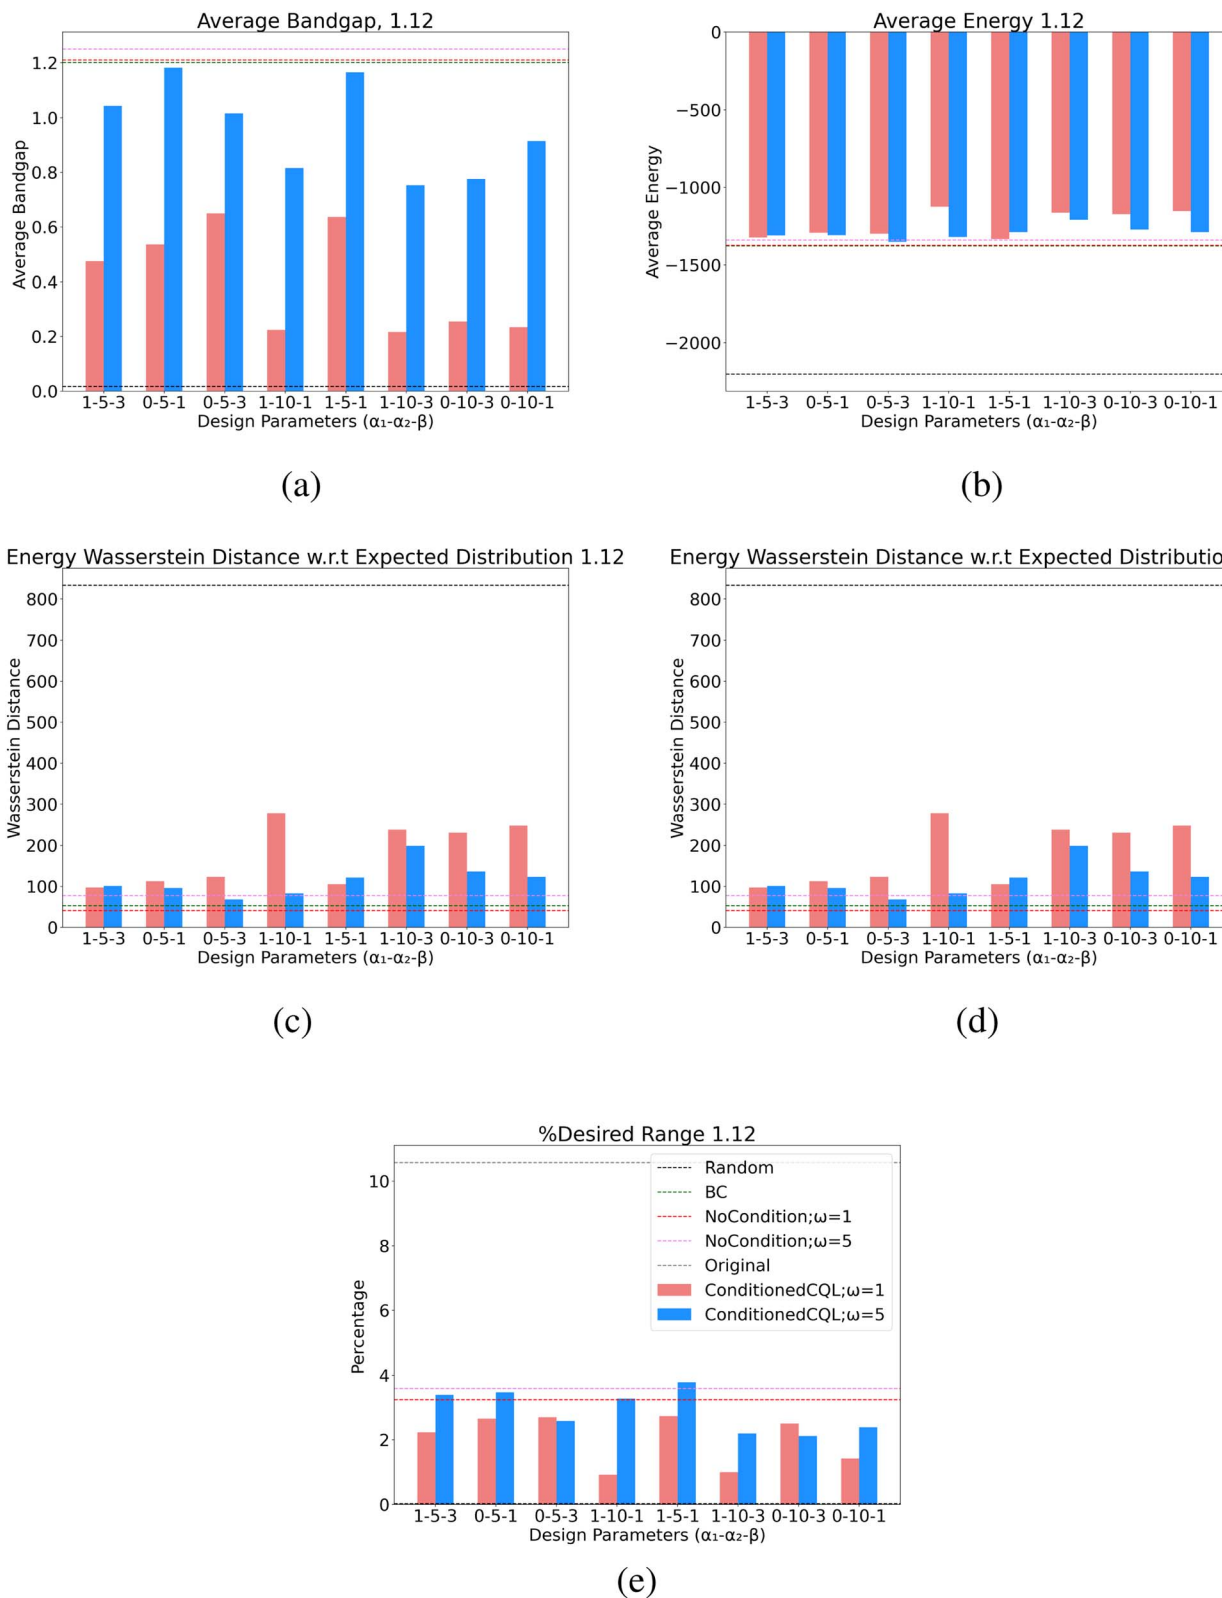 Average Bandgap, 1.12
Average Bandgap
1.2
1.0
0.8
0.6
0.4
0.2
0.0
1-5-3 0-5-1 0-5-3 1-10-1 1-5-1 1-10-3 0-10-3 0-10-1
Design Parameters (α₁-α₂-β)
(a)
Average Energy 1.12
Average Energy
0
−500
−1000
−1500
−2000
1-5-3 0-5-1 0-5-3 1-10-1 1-5-1 1-10-3 0-10-3 0-10-1
Design Parameters (α₁-α₂-β)
(b)
Energy Wasserstein Distance w.r.t Expected Distribution 1.12
Wasserstein Distance
800
700
600
500
400
300
200
100
0
1-5-3 0-5-1 0-5-3 1-10-1 1-5-1 1-10-3 0-10-3 0-10-1
Design Parameters (α₁-α₂-β)
(c)
Energy Wasserstein Distance w.r.t Expected Distributio
Wasserstein Distance
800
700
600
500
400
300
200
100
0
1-5-3 0-5-1 0-5-3 1-10-1 1-5-1 1-10-3 0-10-3 0-10-1
Design Parameters (α₁-α₂-β)
(d)
%Desired Range 1.12
Percentage
10
8
6
4
2
0
Random
BC
NoCondition;ω=1
NoCondition;ω=5
Original
ConditionedCQL;ω=1
ConditionedCQL;ω=5
1-5-3 0-5-1 0-5-3 1-10-1 1-5-1 1-10-3 0-10-3 0-10-1
Design Parameters (α₁-α₂-β)
(e)